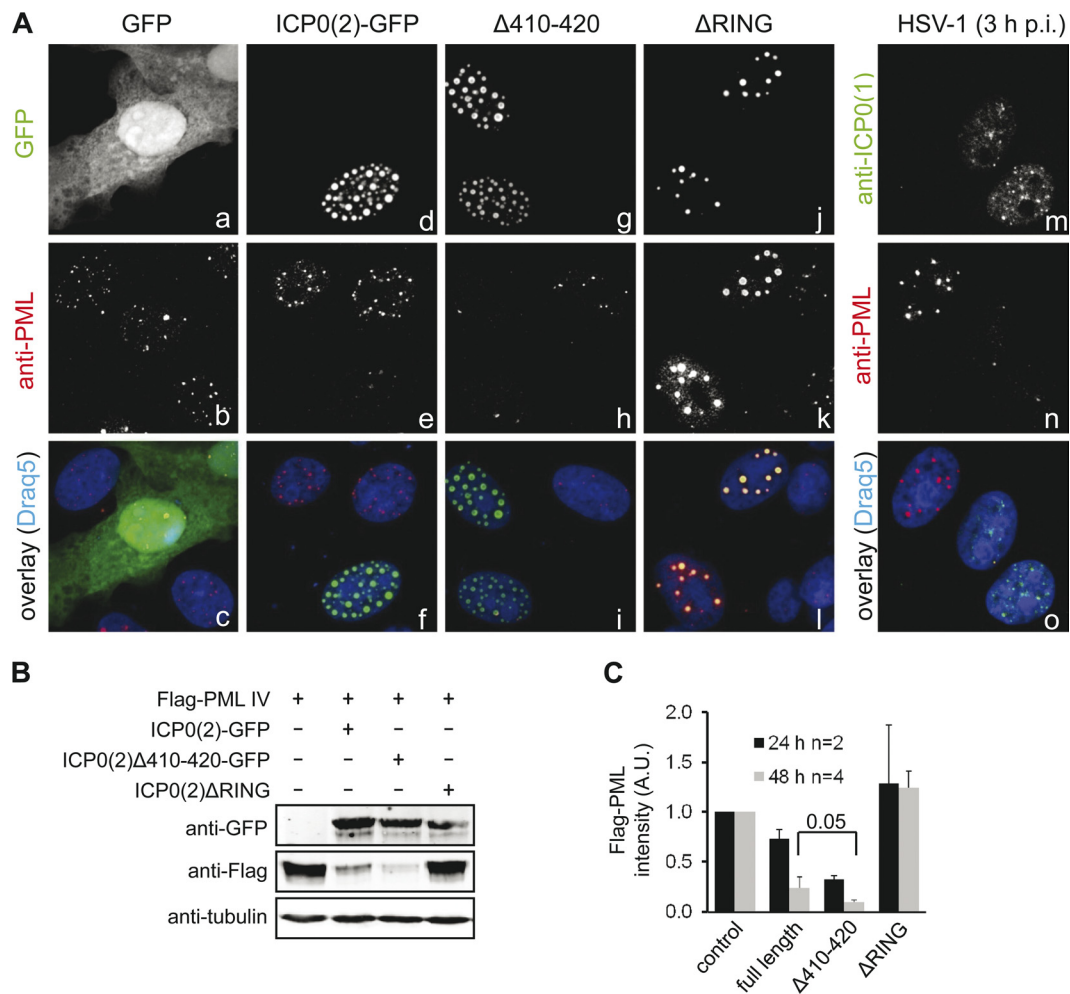 A
GFP ICP0(2)-GFP Δ410-420 ΔRING HSV-1 (3 h p.i.)
GFP
a d g j
anti-ICP0(1)
m
anti-PML
b e h k
anti-PML
n
overlay (Draq5)
c f i l
overlay (Draq5)
o
B
Flag-PML IV + + + +
ICP0(2)-GFP – + – –
ICP0(2)Δ410-420-GFP – – + –
ICP0(2)ΔRING – – – +
anti-GFP
anti-Flag
anti-tubulin
C
Flag-PML
intensity (A.U.)
2.0
1.5
1.0
0.5
0.0
24 h n=2
48 h n=4
0.05
control
full length
Δ410-420
ΔRING